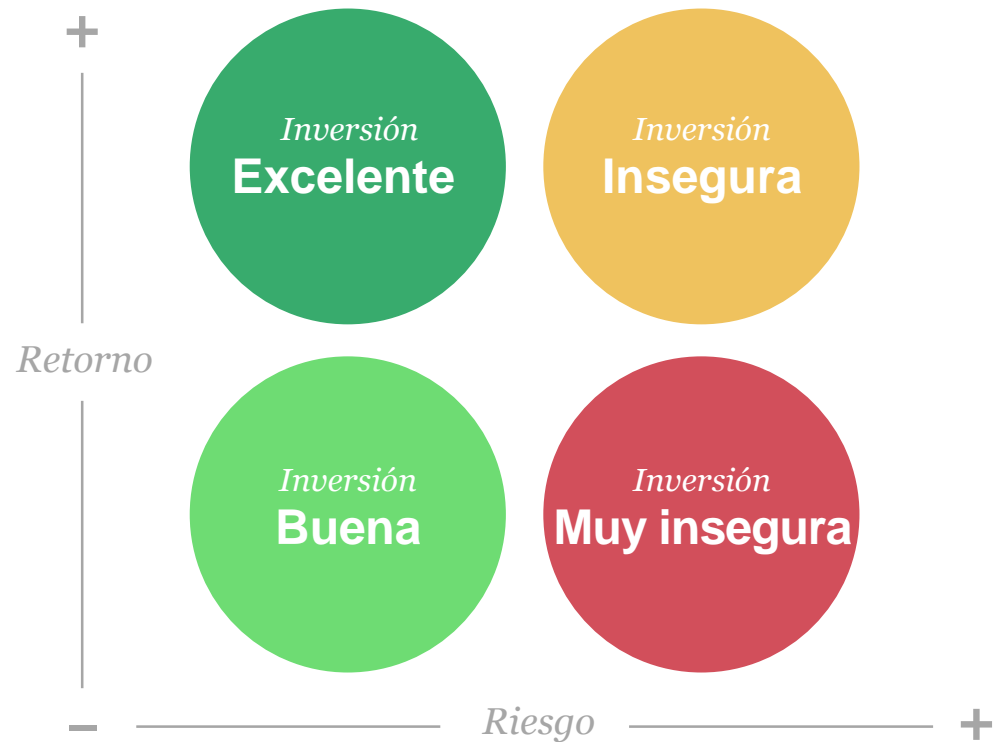 +
Inversión
Excelente
Inversión
Insegura
Retorno
Inversión
Buena
Inversión
Muy insegura
–
Riesgo
+